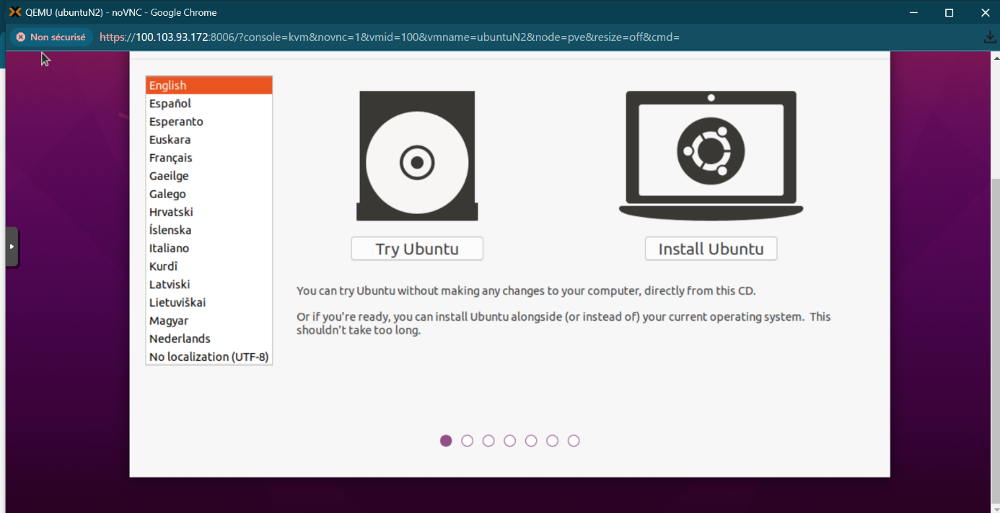 QEMU (ubuntuN2) - noVNC - Google Chrome
Non sécurisé
https://100.103.93.172:8006/?console=kvm&novnc=1&vmid=100&vmname=ubuntuN2&node=pve&resize=off&cmd=
English
Español
Esperanto
Euskara
Français
Gaeilge
Galego
Hrvatski
Íslenska
Italiano
Kurdî
Latviski
Lietuviškai
Magyar
Nederlands
No localization (UTF-8)
Try Ubuntu
Install Ubuntu
You can try Ubuntu without making any changes to your computer, directly from this CD.
Or if you're ready, you can install Ubuntu alongside (or instead of) your current operating system.  This
shouldn't take too long.